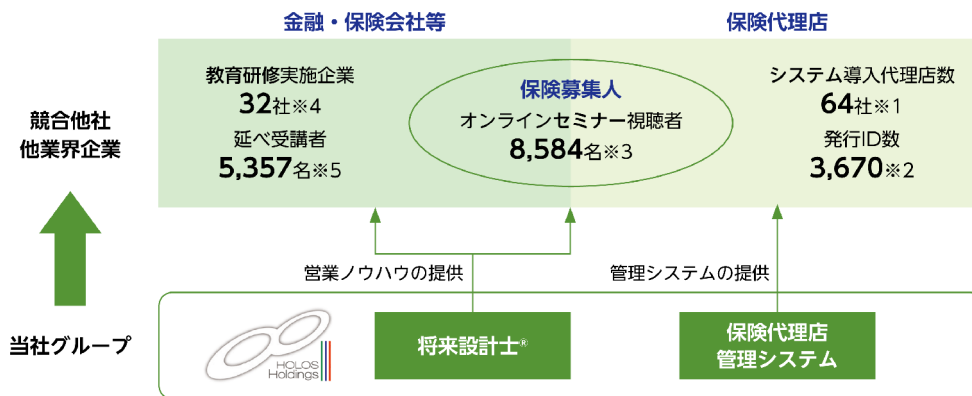 金融・保険会社等
保険代理店
教育研修実施企業
32社※4
延べ受講者
5,357名※5
保険募集人
オンラインセミナー視聴者
8,584名※3
システム導入代理店数
64社※1
発行ID数
3,670※2
競合他社
他業界企業
営業ノウハウの提供
管理システムの提供
当社グループ
HOLOS
Holdings
将来設計士®
保険代理店
管理システム